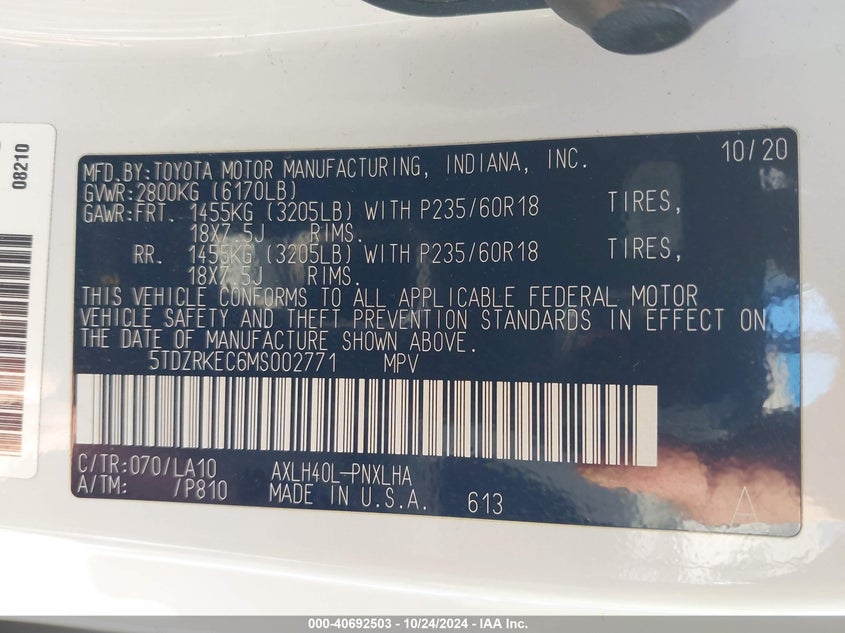 08210
MFD.BY:TOYOTA MOTOR MANUFACTURING, INDIANA, INC. 10/20
GVWR:2800KG (6170LB)
GAWR:FRT. 1455KG (3205LB) WITH P235/60R18 TIRES,
18X7.5J RIMS.
RR. 1455KG (3205LB) WITH P235/60R18 TIRES,
18X7.5J RIMS.
THIS VEHICLE CONFORMS TO ALL APPLICABLE FEDERAL MOTOR
VEHICLE SAFETY AND THEFT PREVENTION STANDARDS IN EFFECT ON
THE DATE OF MANUFACTURE SHOWN ABOVE.
5TDZRKEC6MS002771 MPV
C/TR:070/LA10 AXLH40L-PNXLHA
A/TM: /P810 MADE IN U.S.A. 613
A
000-40692503 - 10/24/2024 - IAA Inc.